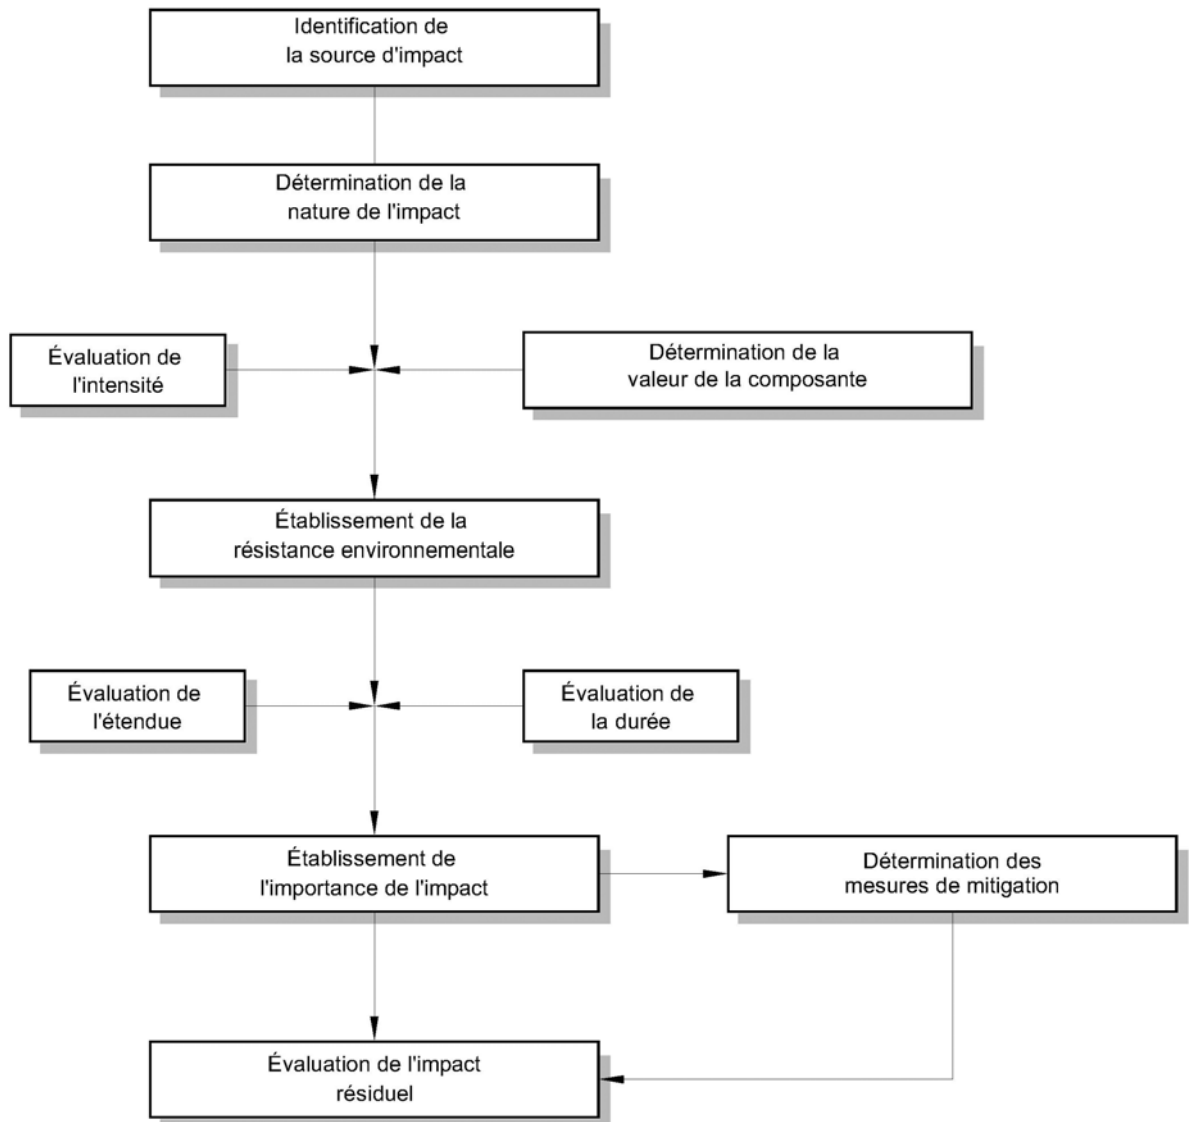 Identification de
la source d'impact
Détermination de la
nature de l'impact
Évaluation de
l'intensité
Détermination de la
valeur de la composante
Établissement de la
résistance environnementale
Évaluation de
l'étendue
Évaluation de
la durée
Établissement de
l'importance de l'impact
Détermination des
mesures de mitigation
Évaluation de l'impact
résiduel